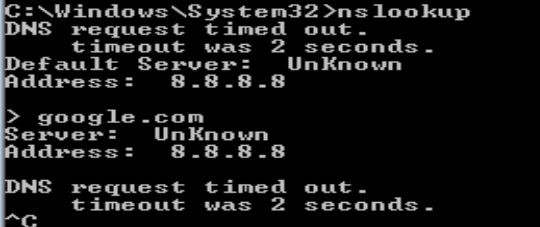 C:\Windows\System32>nslookup
DNS request timed out.
    timeout was 2 seconds.
Default Server:  UnKnown
Address:  8.8.8.8

> google.com
Server:  UnKnown
Address:  8.8.8.8

DNS request timed out.
    timeout was 2 seconds.
^C